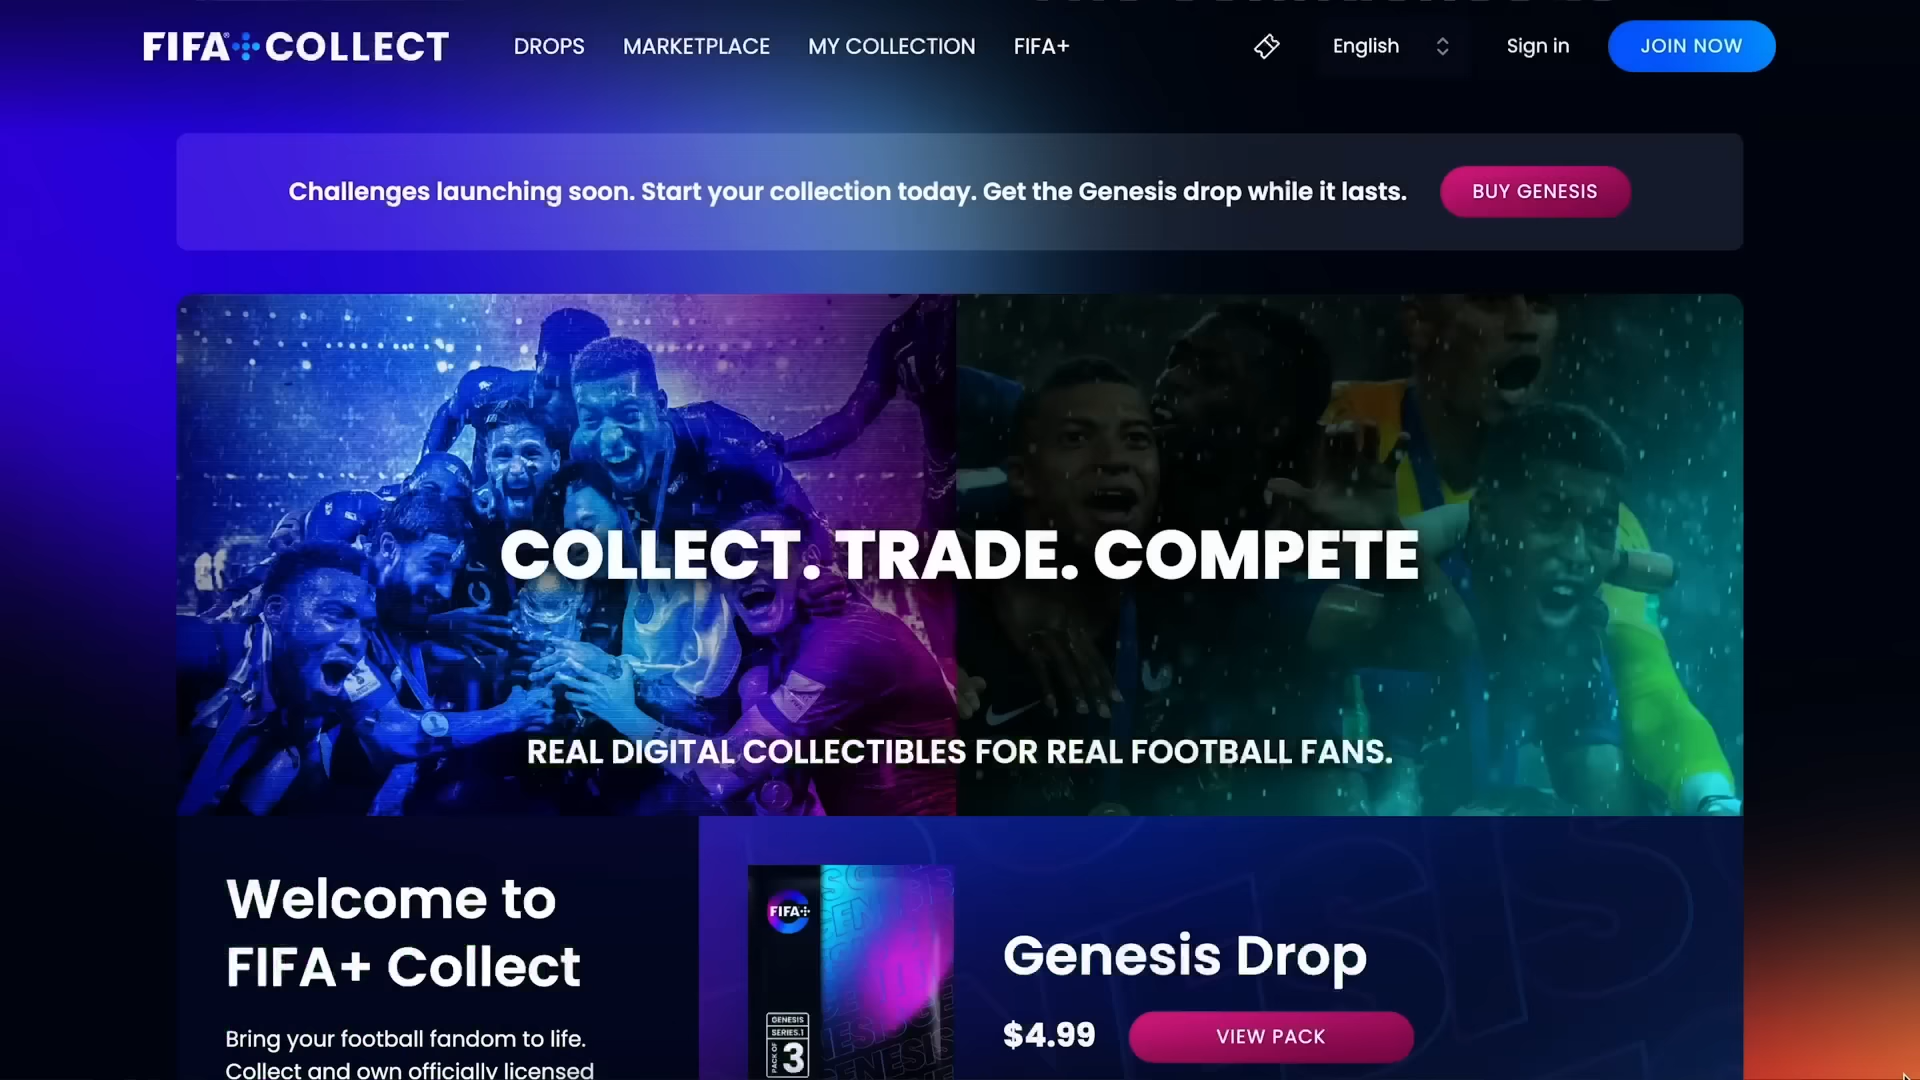 FIFA+COLLECT DROPS MARKETPLACE MY COLLECTION FIFA+ English Sign in JOIN NOW
Challenges launching soon. Start your collection today. Get the Genesis drop while it lasts. BUY GENESIS
COLLECT. TRADE. COMPETE
REAL DIGITAL COLLECTIBLES FOR REAL FOOTBALL FANS.
Welcome to
FIFA+ Collect
Bring your football fandom to life.
Collect and own officially licensed
FIFA+
GENESIS
SERIES.1
PACK OF
3
Genesis Drop
$4.99 VIEW PACK